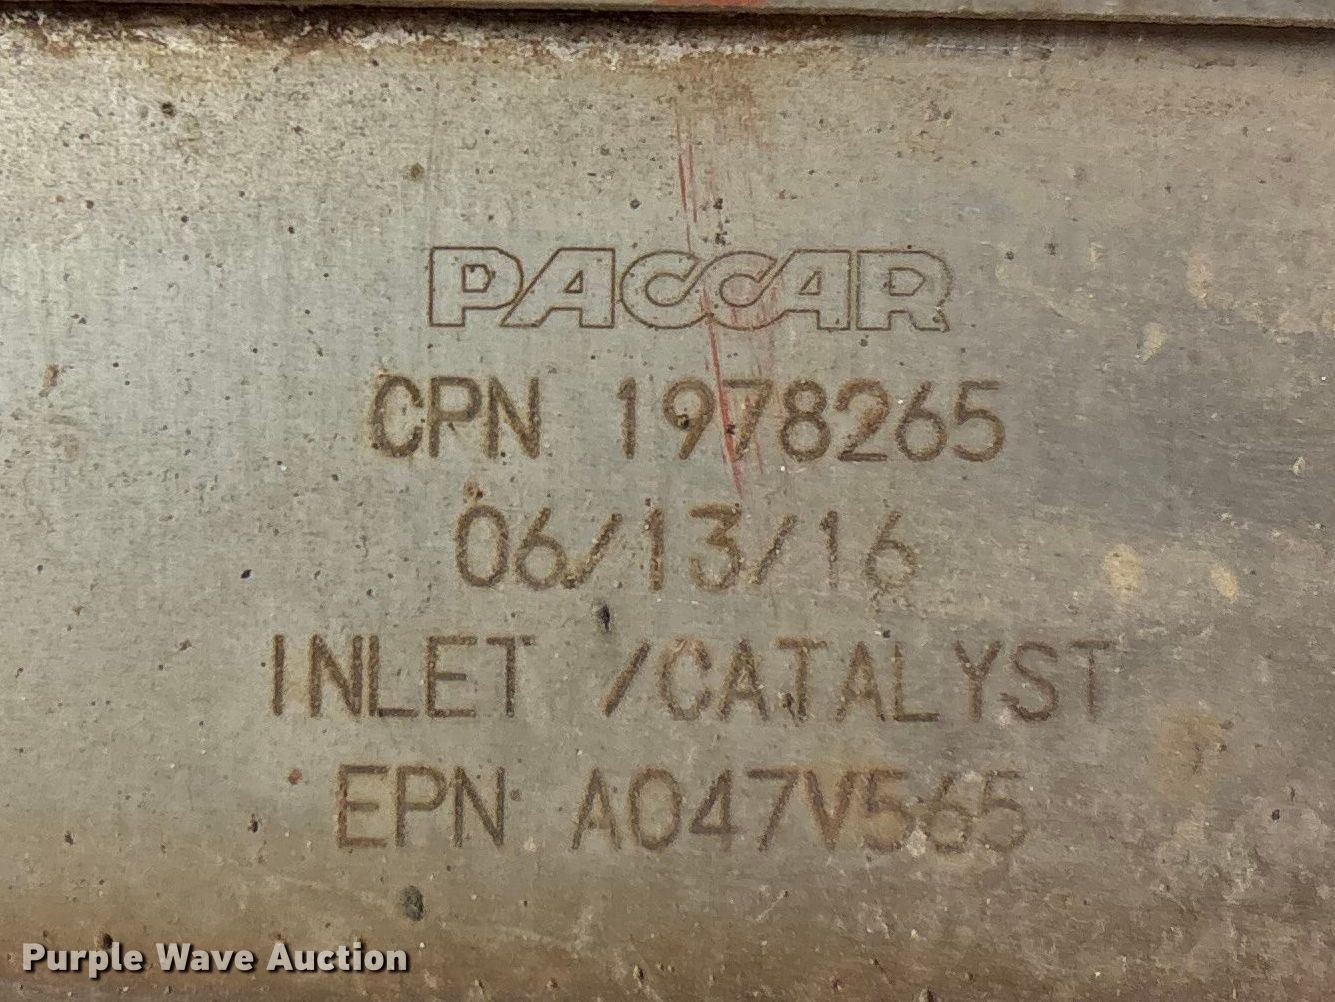 PACCAR
CPN 1978265
06/13/16
INLET /CATALYST
EPN A047V565
Purple Wave Auction